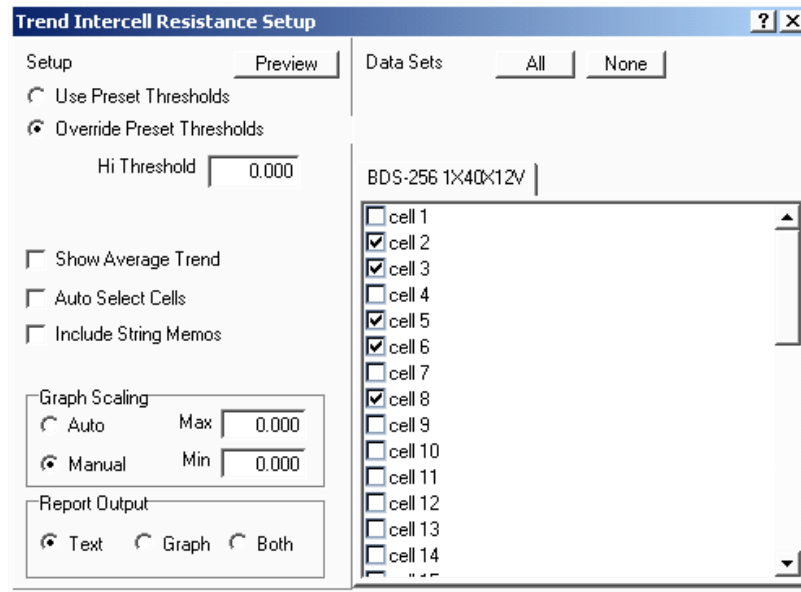 Trend Intercell Resistance Setup
Setup
Preview
Use Preset Thresholds
Override Preset Thresholds
Hi Threshold 0.000
Show Average Trend
Auto Select Cells
Include String Memos
Graph Scaling
Auto
Max 0.000
Manual
Min 0.000
Report Output
Text Graph Both
Data Sets
All
None
BDS-256 1X40X12V
cell 1
cell 2
cell 3
cell 4
cell 5
cell 6
cell 7
cell 8
cell 9
cell 10
cell 11
cell 12
cell 13
cell 14